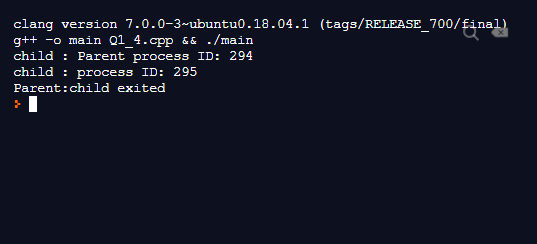 clang version 7.0.0-3~ubuntu0.18.04.1 (tags/RELEASE_700/final)
g++ -o main Q1_4.cpp && ./main
child : Parent process ID: 294
child : process ID: 295
Parent:child exited
>